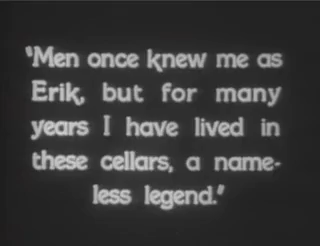 "Men once knew me as
Erik, but for many
years I have lived in
these cellars, a name-
less legend."